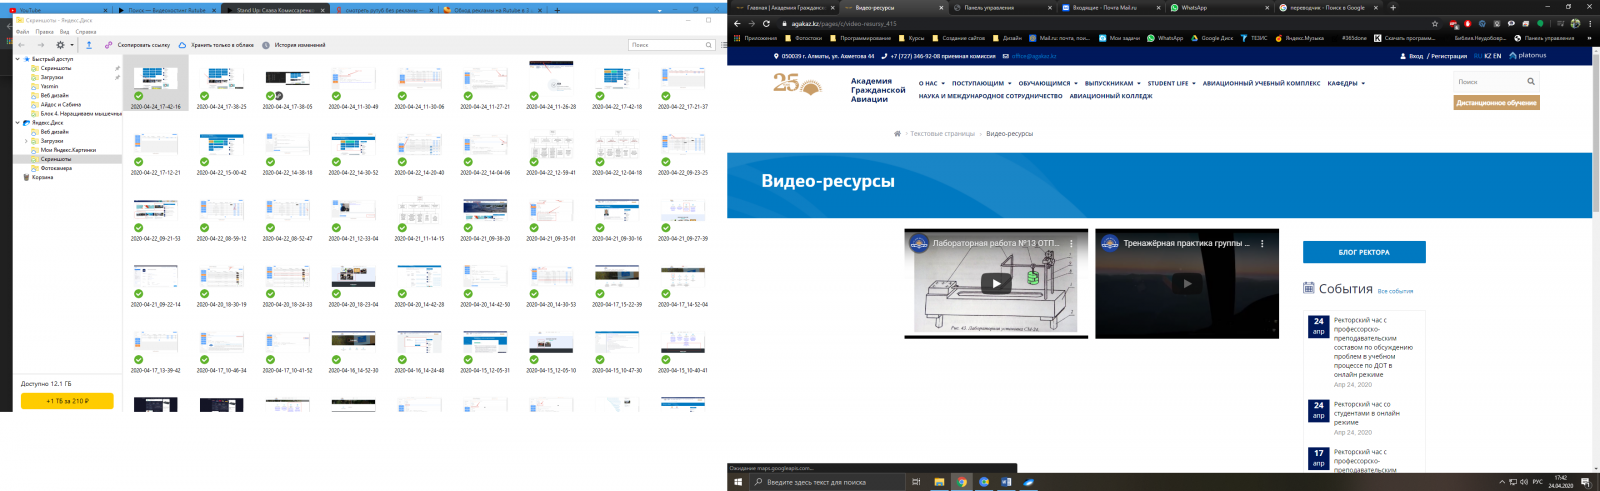 YouTube
Поиск — Видеохостинг Rutube
Stand Up: Слава Комиссаренко
смотреть рутуб без рекламы
Обход рекламы на Rutube в 3
Скриншоты - Яндекс.Диск
Файл Правка Вид Справка
Скопировать ссылку
Хранить только в облаке
История изменений
Поиск
Быстрый доступ
Скриншоты
Загрузки
Yasmin
Веб дизайн
Айдос и Сабина
Блок 4. Наращиваем мышечны
Яндекс.Диск
Веб дизайн
Загрузки
Мои Яндекс.Картинки
Скриншоты
Фотокамера
Корзина
Доступно 12.1 ГБ
+1 ТБ за 210 ₽
2020-04-24_17-42-16 2020-04-24_17-38-25 2020-04-24_17-38-05 2020-04-24_11-30-49 2020-04-24_11-30-06 2020-04-24_11-27-21 2020-04-24_11-26-28 2020-04-22_17-42-18 2020-04-22_17-21-37
2020-04-22_17-12-21 2020-04-22_15-00-42 2020-04-22_14-38-18 2020-04-22_14-30-52 2020-04-22_14-20-40 2020-04-22_14-04-06 2020-04-22_12-59-41 2020-04-22_12-04-18 2020-04-22_09-23-25
2020-04-22_09-21-53 2020-04-22_08-59-12 2020-04-22_08-52-47 2020-04-21_12-33-04 2020-04-21_11-14-15 2020-04-21_09-38-20 2020-04-21_09-35-01 2020-04-21_09-30-16 2020-04-21_09-27-39
2020-04-21_09-22-14 2020-04-20_18-30-19 2020-04-20_18-24-33 2020-04-20_18-23-04 2020-04-20_14-42-28 2020-04-20_14-42-50 2020-04-20_14-30-53 2020-04-17_15-22-39 2020-04-17_14-52-04
2020-04-17_13-39-42 2020-04-17_10-46-34 2020-04-17_10-41-52 2020-04-16_14-52-30 2020-04-16_14-24-48 2020-04-15_12-05-31 2020-04-15_12-05-10 2020-04-15_10-47-30 2020-04-15_10-40-41
Главная | Академия Гражданско
Видео-ресурсы
Панель управления
Входящие - Почта Mail.ru
WhatsApp
переводчик - Поиск в Google
agakaz.kz/pages/c/video-resursy_415
Приложения Фотостоки Программирование Курсы Создание сайтов Дизайн Mail.ru: почта, пои... Мои задачи WhatsApp Google Диск ТЕЗИС Яндекс.Музыка #365done Скачать програмm... Библия.Неудобояр... Панель управления
050039 г. Алматы, ул. Ахметова 44
+7 (727) 346-92-08 приемная комиссия
office@agakaz.kz
Вход / Регистрация
RU KZ EN
platonus
25
Академия
Гражданской
Авиации
О НАС ПОСТУПАЮЩИМ ОБУЧАЮЩИМСЯ ВЫПУСКНИКАМ STUDENT LIFE АВИАЦИОННЫЙ УЧЕБНЫЙ КОМПЛЕКС КАФЕДРЫ
НАУКА И МЕЖДУНАРОДНОЕ СОТРУДНИЧЕСТВО АВИАЦИОННЫЙ КОЛЛЕДЖ
Поиск
Дистанционное обучение
Текстовые страницы › Видео-ресурсы
Видео-ресурсы
Лабораторная работа №13 ОТП...
Рис. 43. Лабораторная установка СМ-24.
Тренажёрная практика группы ...
БЛОГ РЕКТОРА
События Все события
24
апр
Ректорский час с
профессорско-
преподавательским
составом по обсуждению
проблем в учебном
процессе по ДОТ в
онлайн режиме
Апр 24, 2020
24
апр
Ректорский час со
студентами в онлайн
режиме
Апр 24, 2020
17
апр
Ректорский час с
профессорско-
преподавательским
Ожидание maps.googleapis.com...
Введите здесь текст для поиска
РУС
17:42
24.04.2020